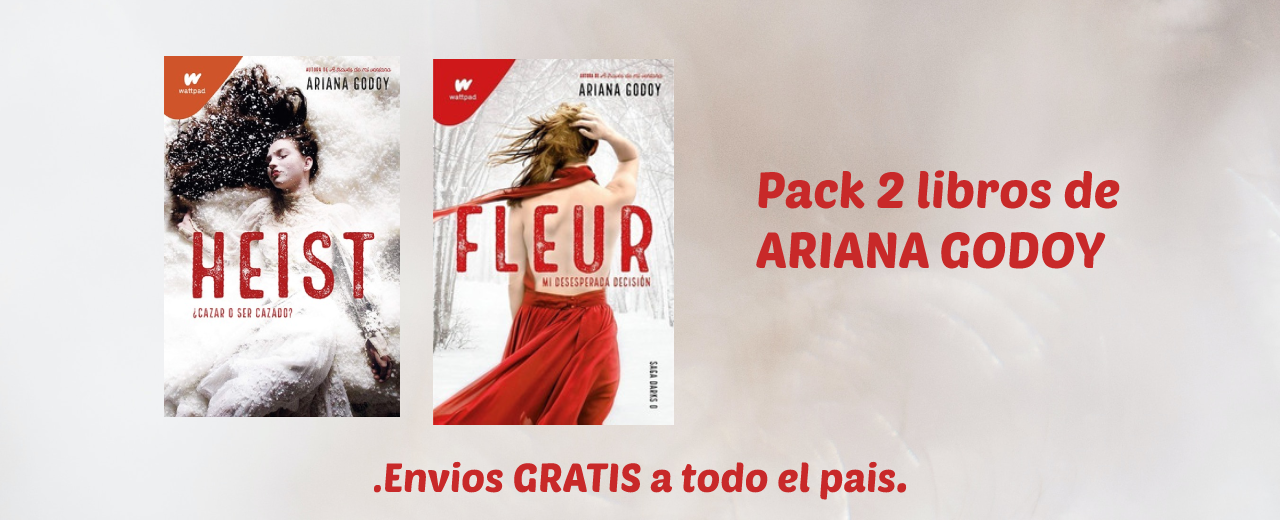 wattpad
AUTORA DE A través de mi ventana
ARIANA GODOY
HEIST
¿CAZAR O SER CAZADO?
wattpad
AUTORA DE A través de mi ventana
ARIANA GODOY
FLEUR
MI DESESPERADA DECISIÓN
SAGA DARKS 0
Pack 2 libros de
ARIANA GODOY
.Envios GRATIS a todo el pais.